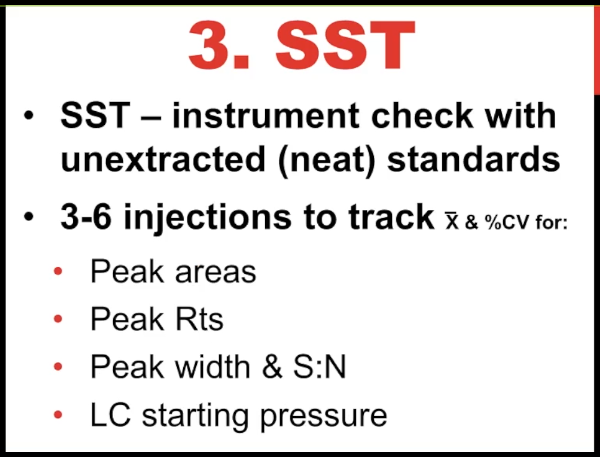 3. SST
• SST – instrument check with
unextracted (neat) standards
• 3-6 injections to track x̅ & %CV for:
• Peak areas
• Peak Rts
• Peak width & S:N
• LC starting pressure